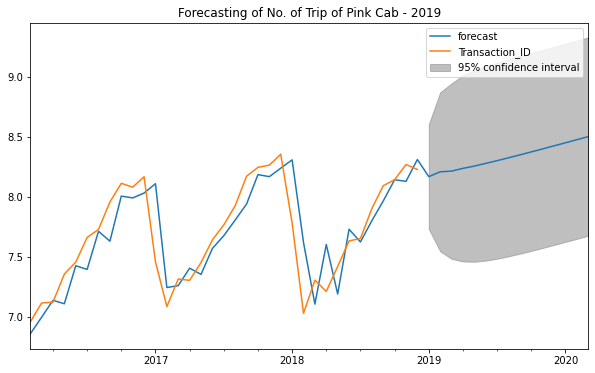 Forecasting of No. of Trip of Pink Cab - 2019
forecast
Transaction_ID
95% confidence interval
9.0
8.5
8.0
7.5
7.0
2017
2018
2019
2020